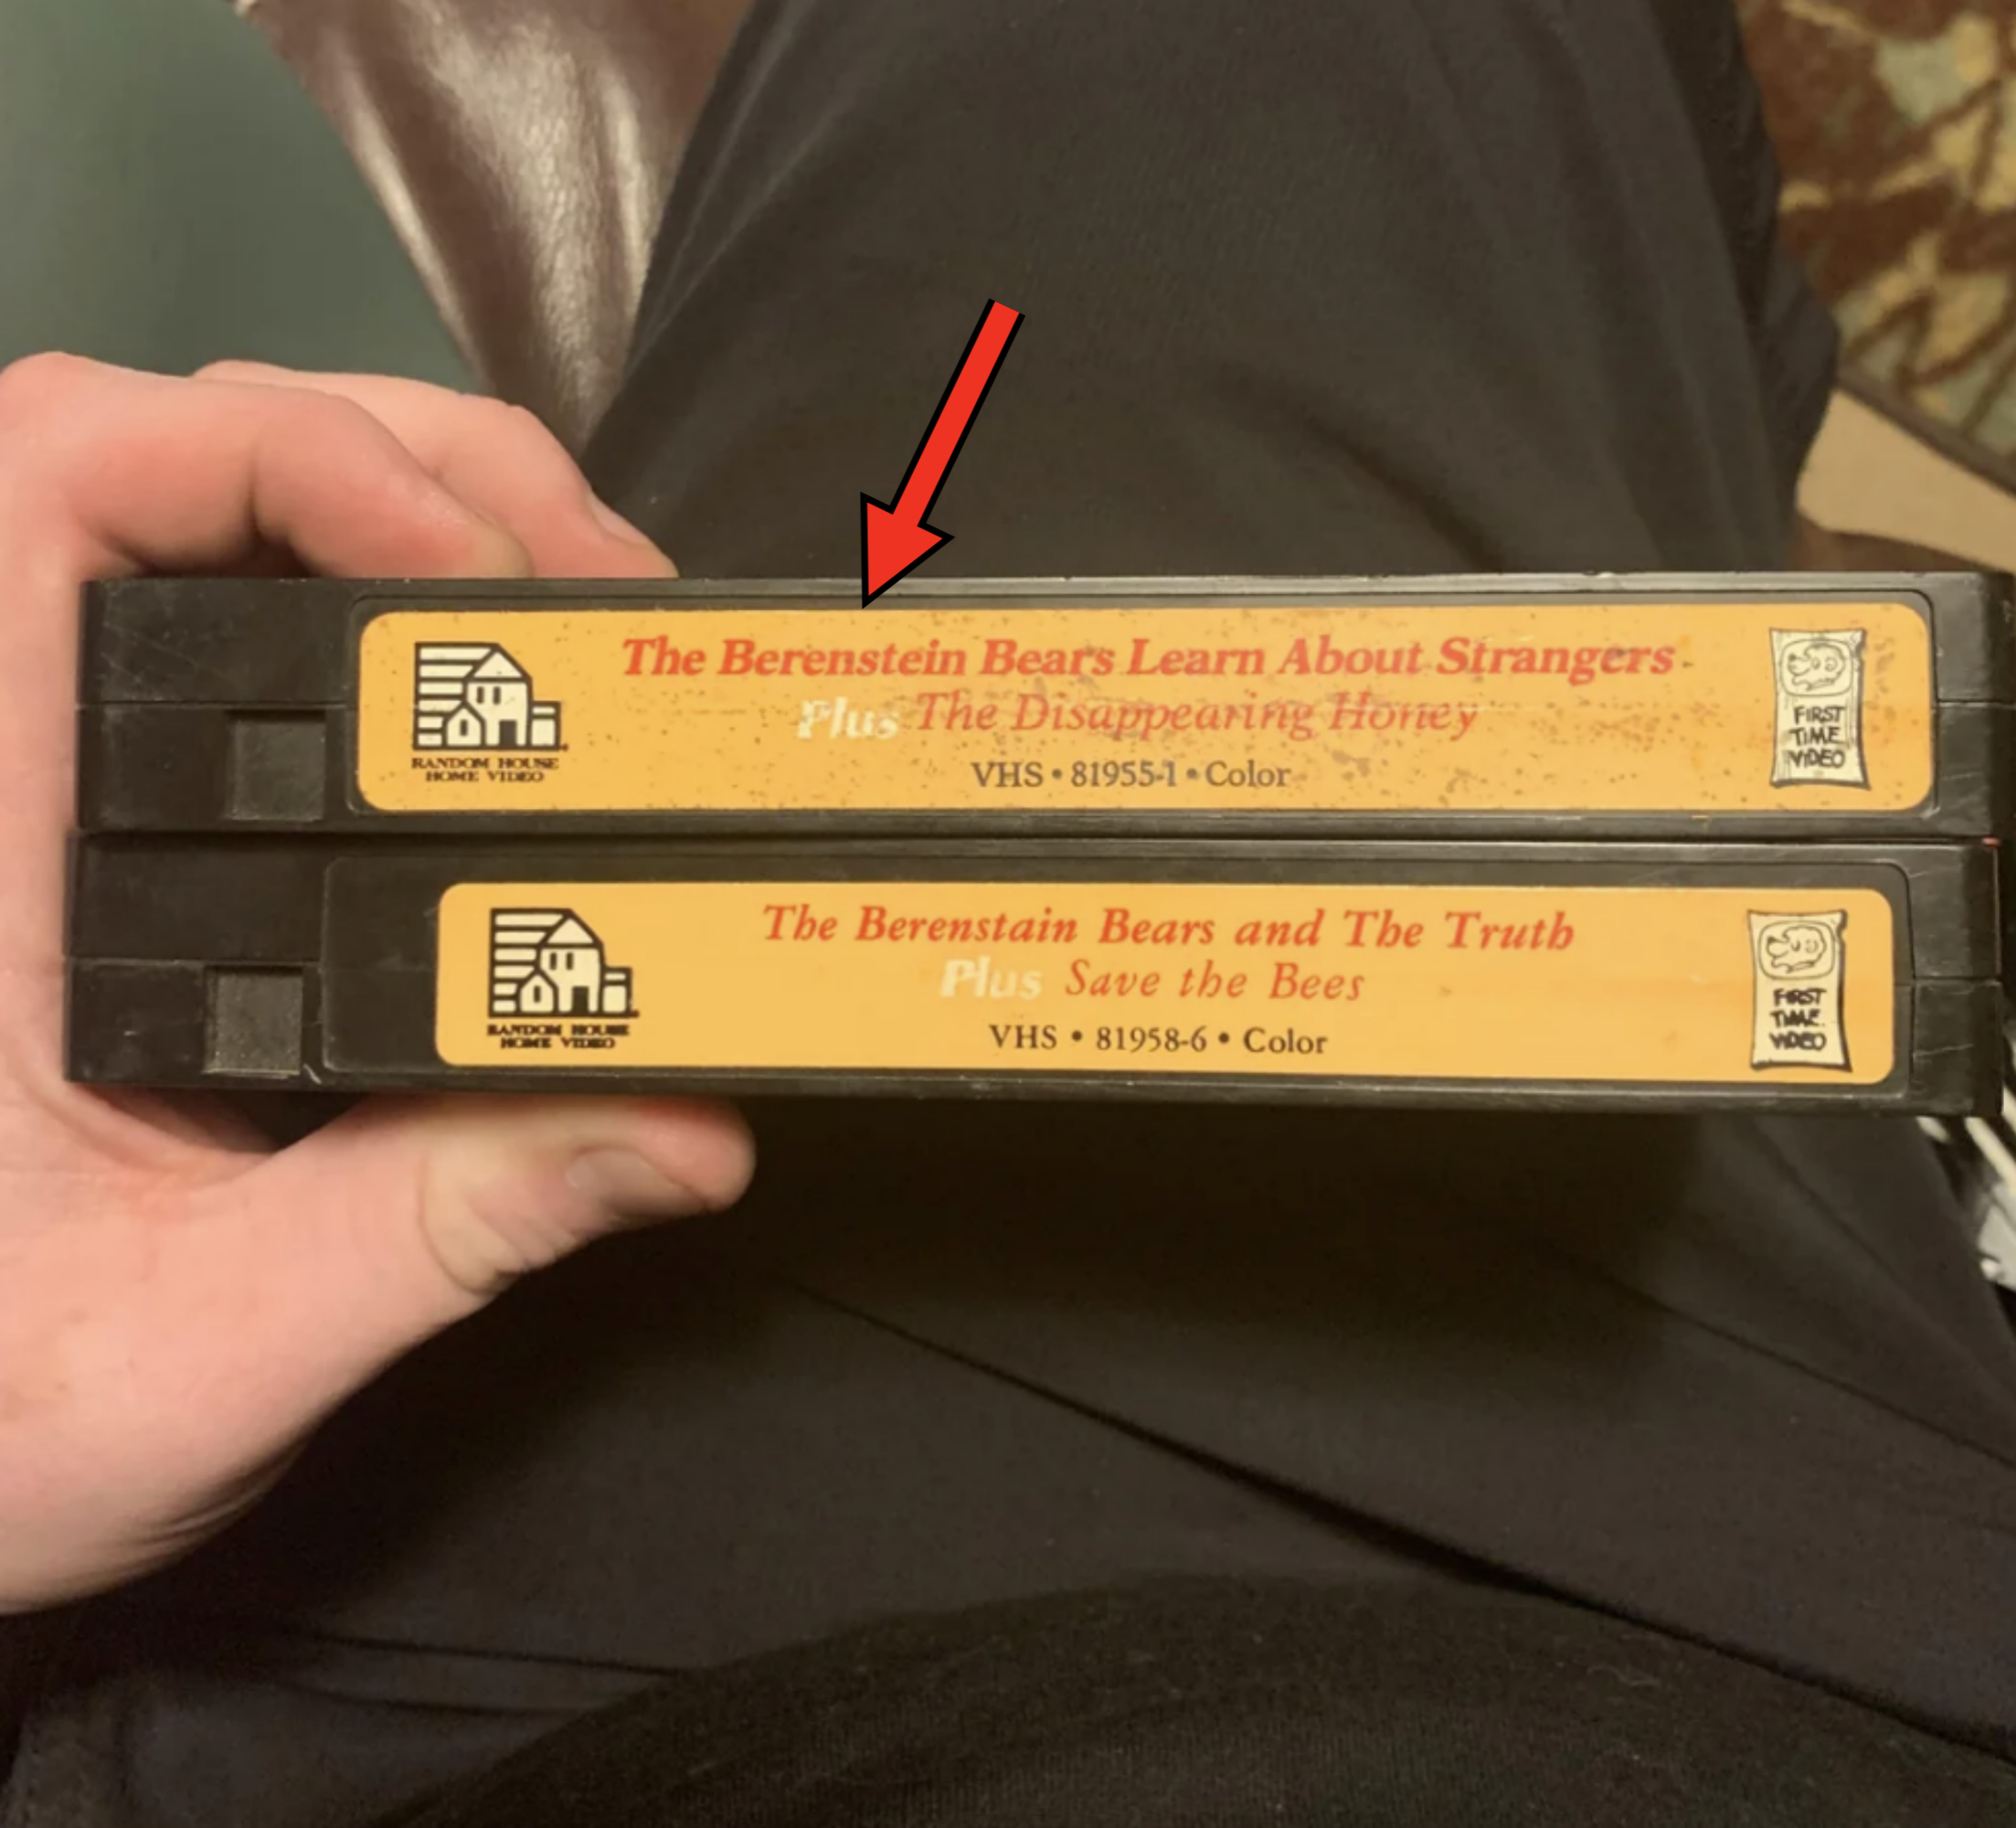 The Berenstein Bears Learn About Strangers
Plus The Disappearing Honey
VHS • 81955-1 • Color
RANDOM HOUSE
HOME VIDEO
FIRST
TIME
VIDEO
The Berenstain Bears and The Truth
Plus Save the Bees
VHS • 81958-6 • Color
RANDOM HOUSE
HOME VIDEO
FIRST
TIME
VIDEO